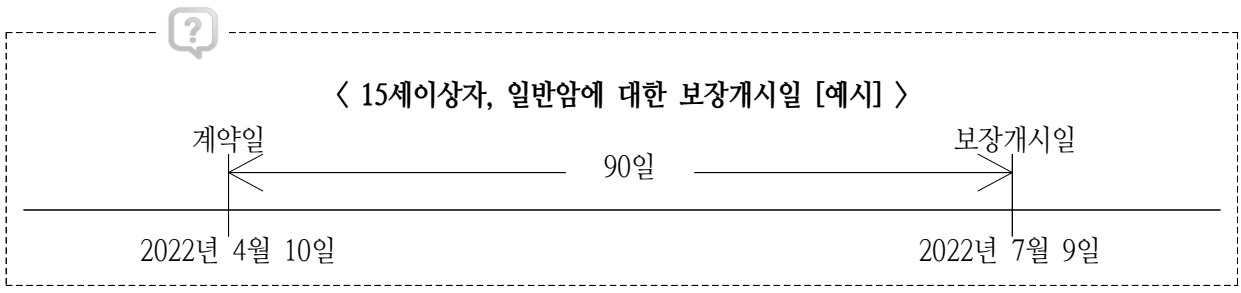 ?
〈 15세이상자, 일반암에 대한 보장개시일 [예시] 〉
계약일 보장개시일
90일
2022년 4월 10일 2022년 7월 9일